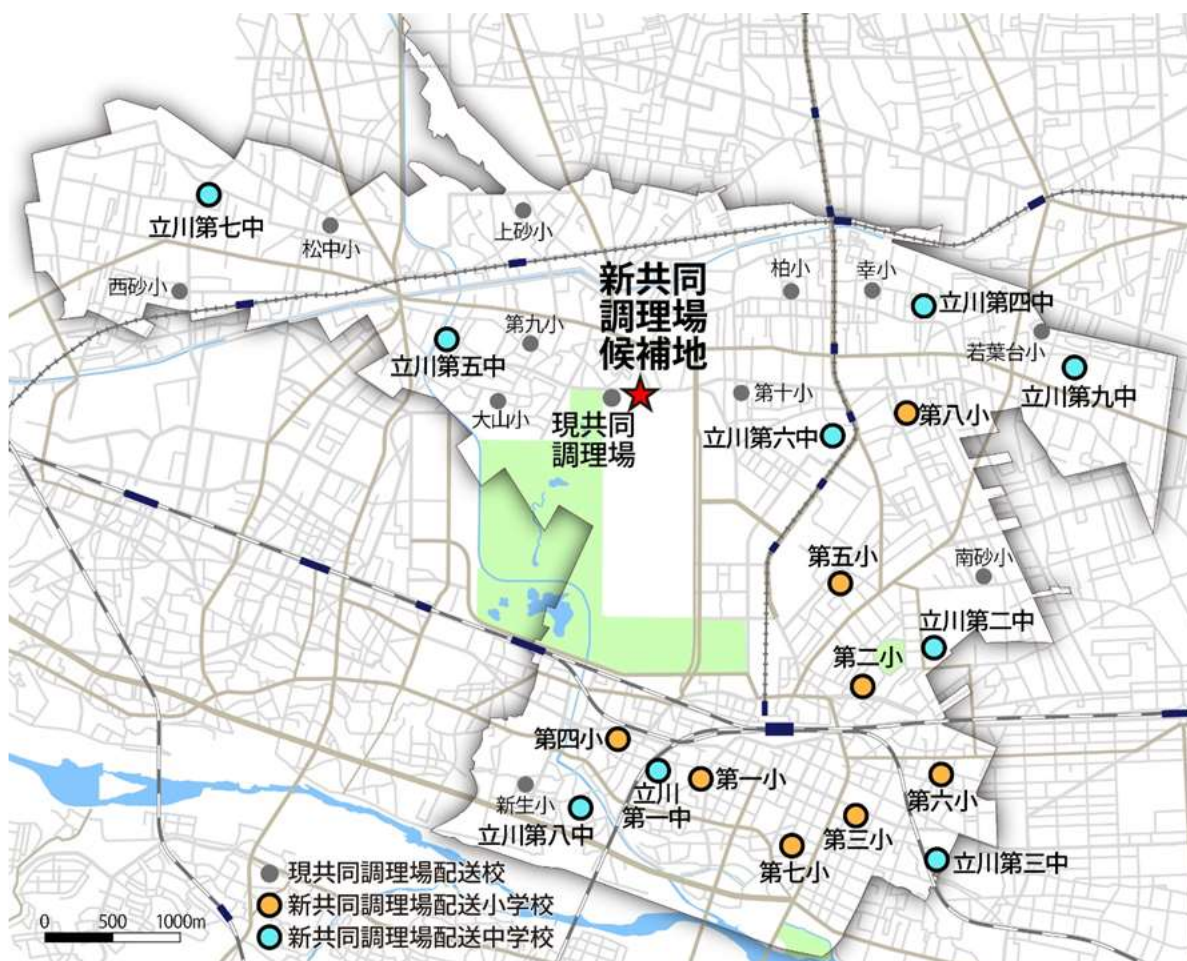 立川第七中
松中小
上砂小
西砂小
新共同
調理場
候補地
柏小
幸小
立川第四中
第九小
立川第五中
若葉台小
立川第九中
大山小
現共同
調理場
第十小
第八小
立川第六中
第五小
南砂小
立川第二中
第二小
第四小
立川
第一中
第一小
第六小
新生小
立川第八中
第三小
第七小
立川第三中
現共同調理場配送校
新共同調理場配送小学校
新共同調理場配送中学校
0 500 1000m